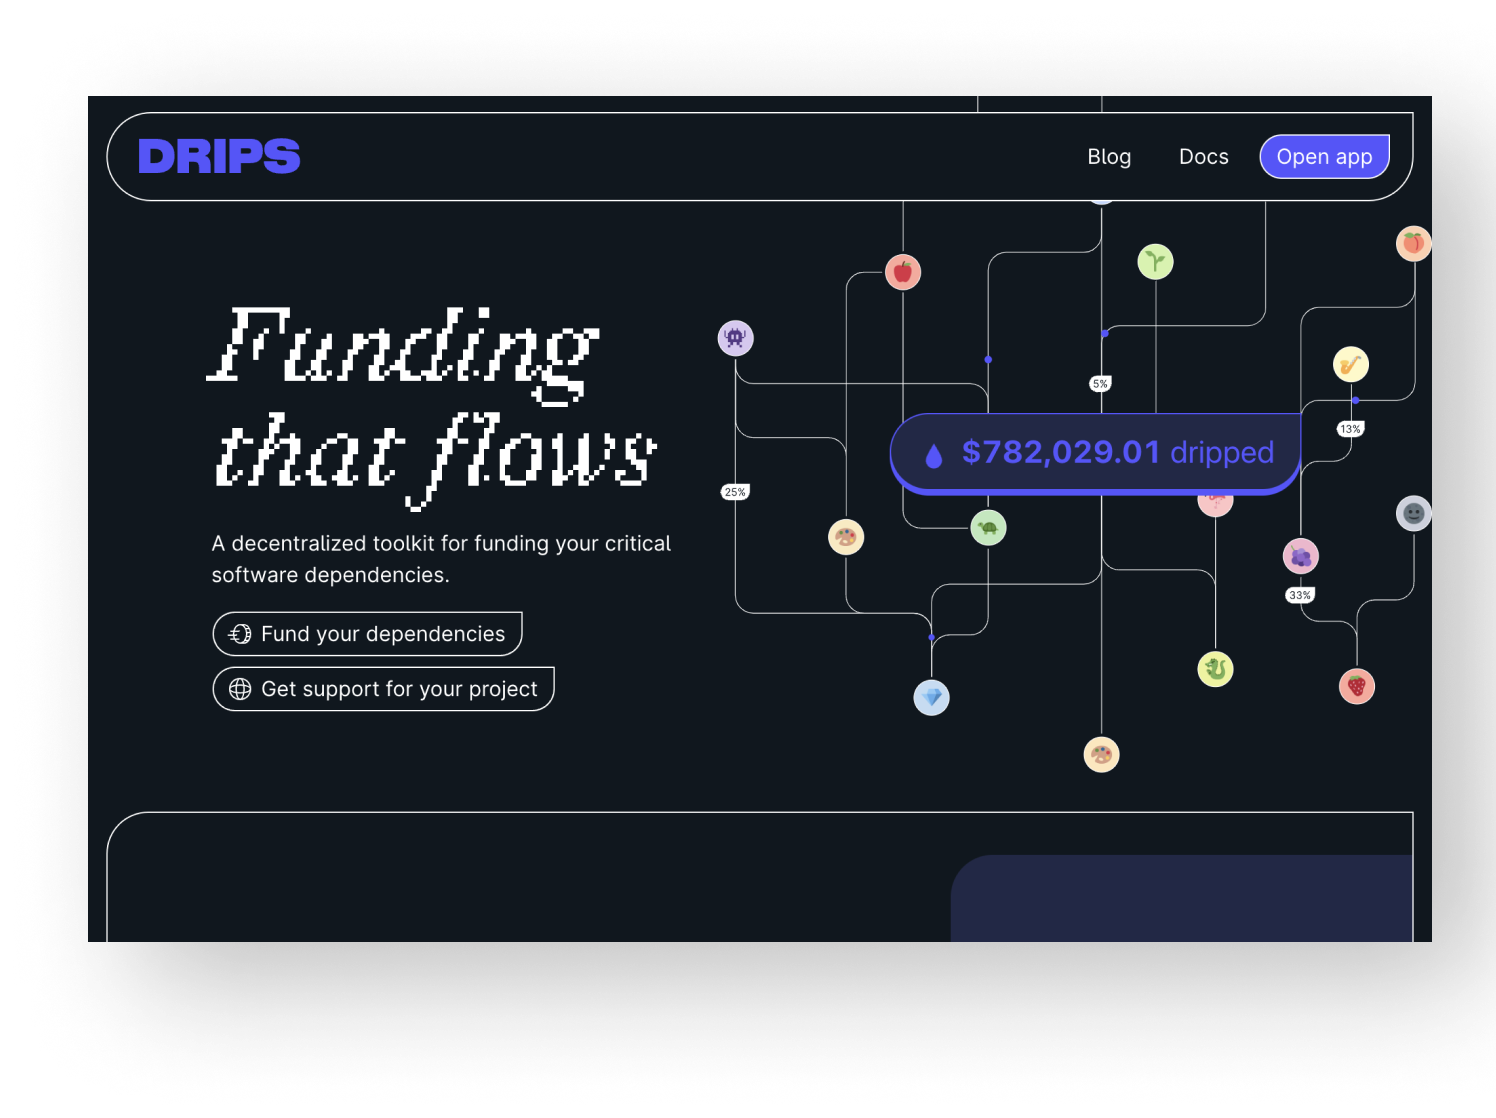 DRIPS
Blog
Docs
Open app
Funding
that flows
A decentralized toolkit for funding your critical
software dependencies.
Fund your dependencies
Get support for your project
5%
13%
$782,029.01 dripped
25%
33%